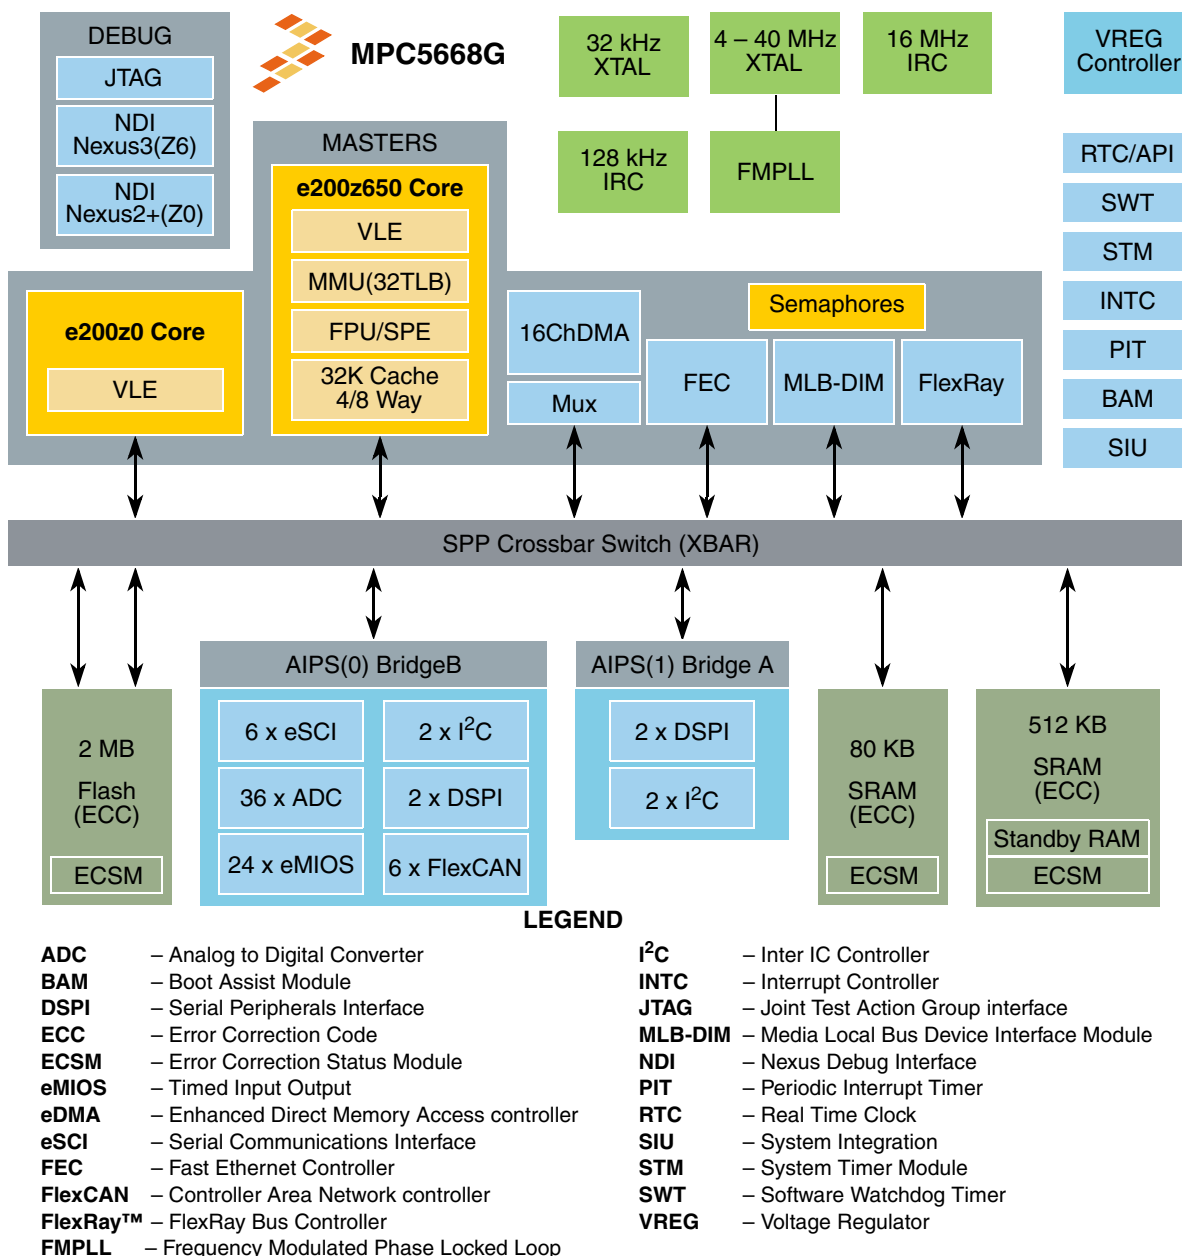 DEBUG
JTAG
NDI
Nexus3(Z6)
NDI
Nexus2+(Z0)
MPC5668G
32 kHz
XTAL
4 – 40 MHz
XTAL
16 MHz
IRC
128 kHz
IRC
FMPLL
VREG
Controller
RTC/API
SWT
STM
INTC
PIT
BAM
SIU
MASTERS
e200z650 Core
VLE
MMU(32TLB)
FPU/SPE
32K Cache
4/8 Way
e200z0 Core
VLE
16ChDMA
Mux
Semaphores
FEC
MLB-DIM
FlexRay
SPP Crossbar Switch (XBAR)
2 MB
Flash
(ECC)
ECSM
AIPS(0) BridgeB
6 x eSCI
2 x I²C
36 x ADC
2 x DSPI
24 x eMIOS
6 x FlexCAN
AIPS(1) Bridge A
2 x DSPI
2 x I²C
80 KB
SRAM
(ECC)
ECSM
512 KB
SRAM
(ECC)
Standby RAM
ECSM
LEGEND
ADC – Analog to Digital Converter
BAM – Boot Assist Module
DSPI – Serial Peripherals Interface
ECC – Error Correction Code
ECSM – Error Correction Status Module
eMIOS – Timed Input Output
eDMA – Enhanced Direct Memory Access controller
eSCI – Serial Communications Interface
FEC – Fast Ethernet Controller
FlexCAN – Controller Area Network controller
FlexRay™ – FlexRay Bus Controller
FMPLL – Frequency Modulated Phase Locked Loop
I²C – Inter IC Controller
INTC – Interrupt Controller
JTAG – Joint Test Action Group interface
MLB-DIM – Media Local Bus Device Interface Module
NDI – Nexus Debug Interface
PIT – Periodic Interrupt Timer
RTC – Real Time Clock
SIU – System Integration
STM – System Timer Module
SWT – Software Watchdog Timer
VREG – Voltage Regulator